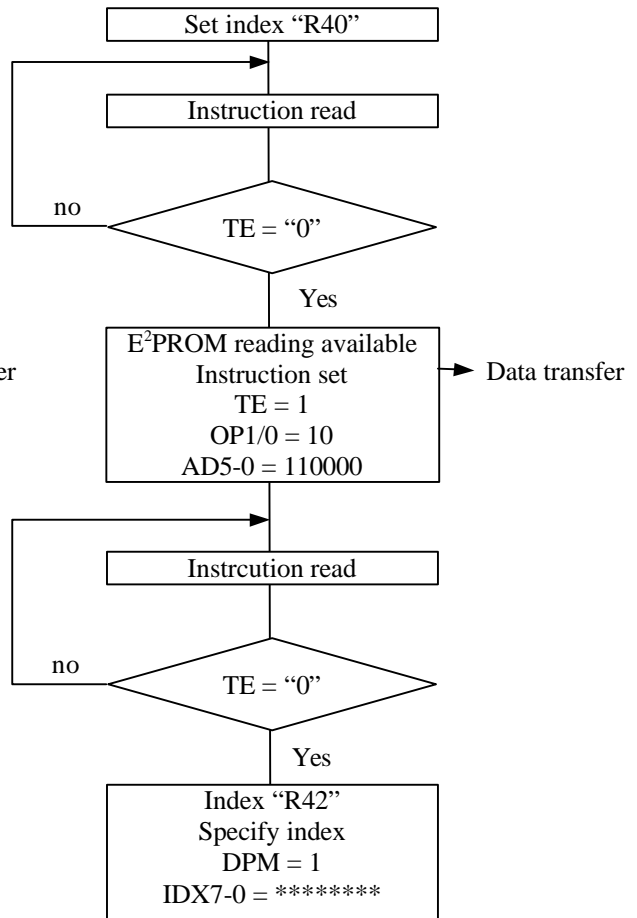 Set index “R40”
Instruction read
no
TE = “0”
Yes
E²PROM reading available
Instruction set
TE = 1
OP1/0 = 10
AD5-0 = 110000
er
Data transfer
Instrcution read
no
TE = “0”
Yes
Index “R42”
Specify index
DPM = 1
IDX7-0 = ********